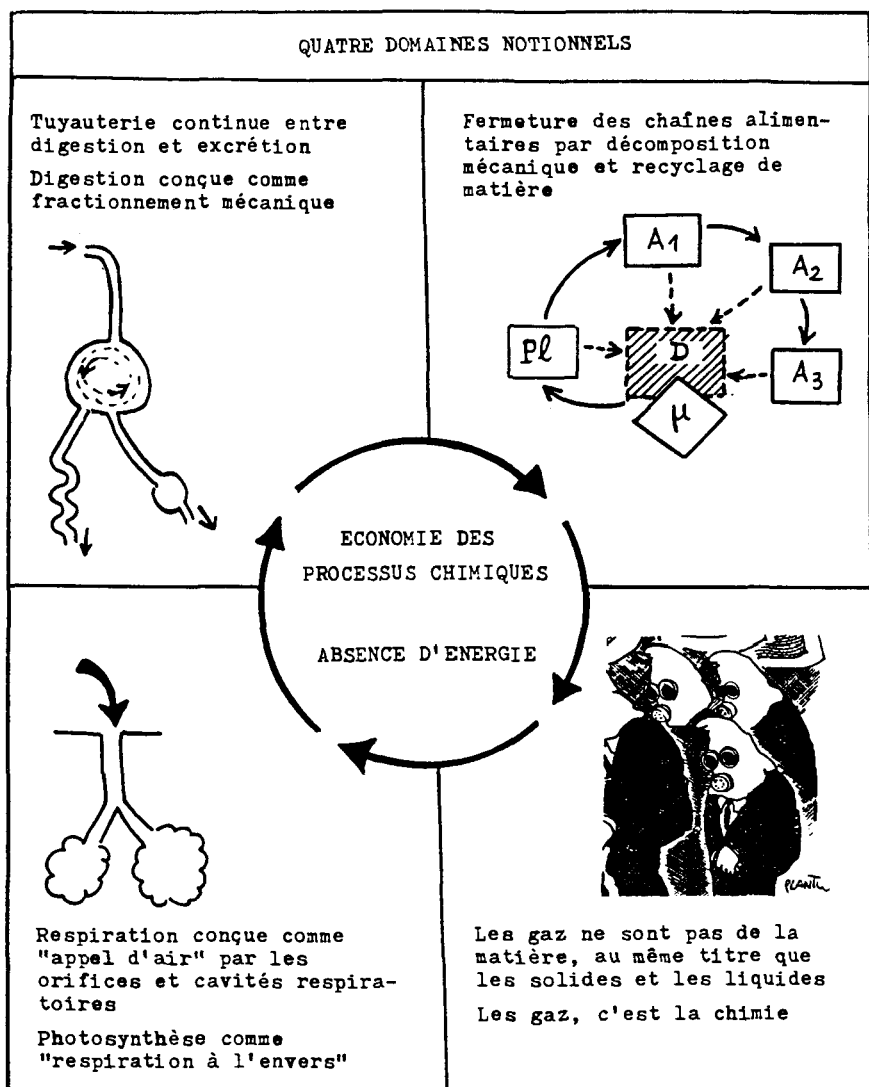 QUATRE DOMAINES NOTIONNELS
Tuyauterie continue entre
digestion et excrétion
Digestion conçue comme
fractionnement mécanique
Fermeture des chaînes alimen-
taires par décomposition
mécanique et recyclage de
matière
A1
A2
Pl
D
A3
μ
ECONOMIE DES
PROCESSUS CHIMIQUES
ABSENCE D'ENERGIE
PLANTU
Respiration conçue comme
"appel d'air" par les
orifices et cavités respira-
toires
Photosynthèse comme
"respiration à l'envers"
Les gaz ne sont pas de la
matière, au même titre que
les solides et les liquides
Les gaz, c'est la chimie